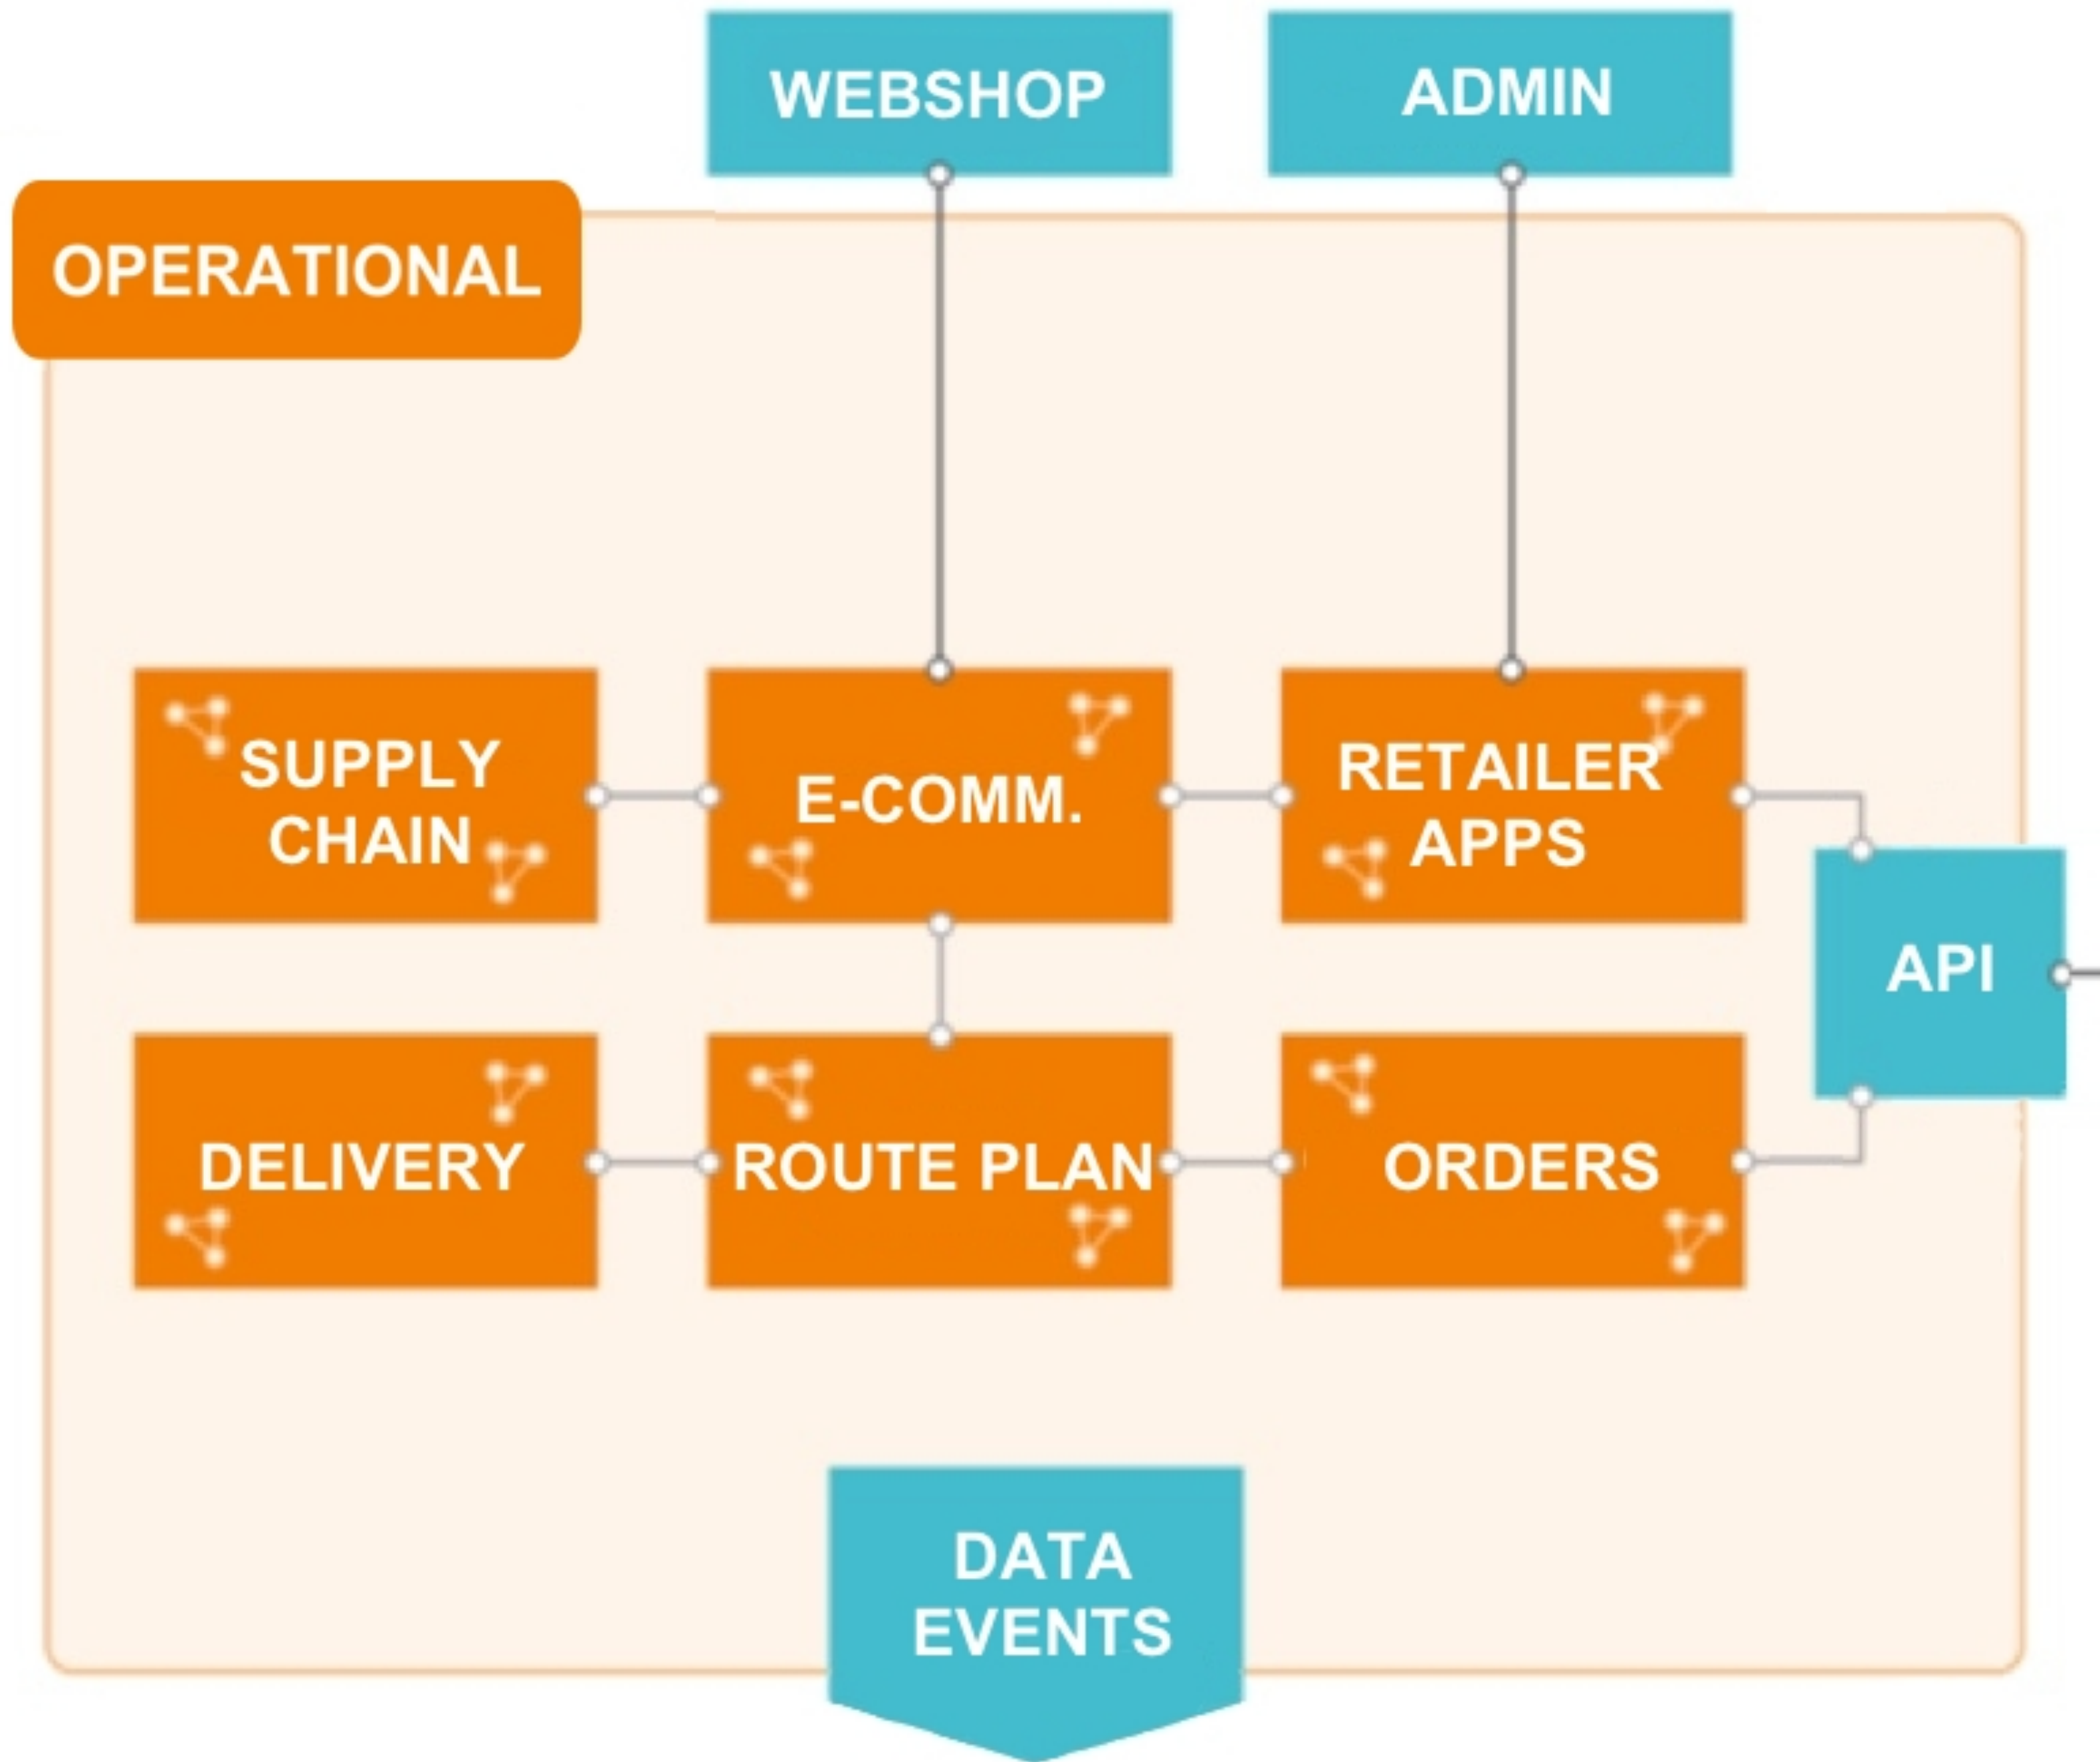 WEBSHOP
ADMIN
OPERATIONAL
SUPPLY
CHAIN
E-COMM.
RETAILER
APPS
API
DELIVERY
ROUTE PLAN
ORDERS
DATA
EVENTS